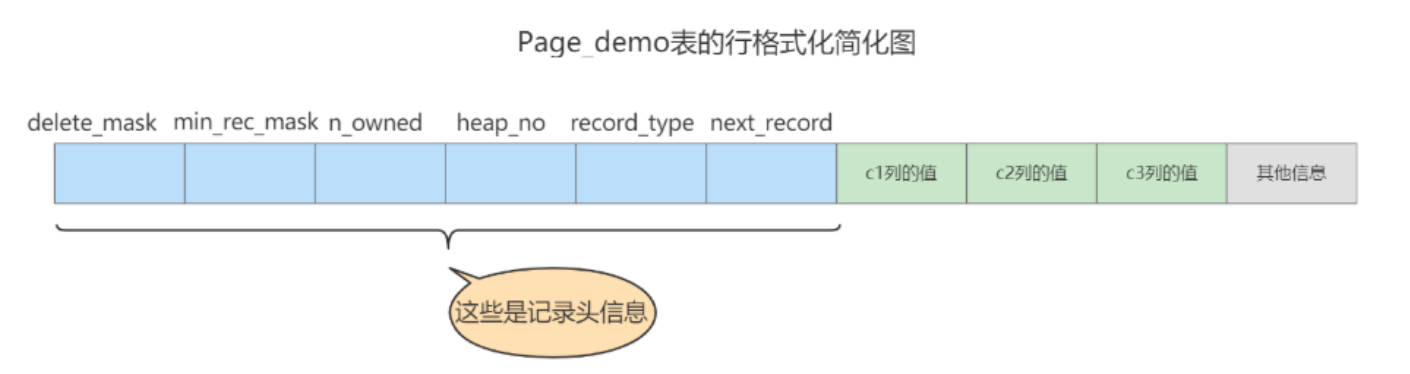 Page_demo表的行格式化简化图
delete_mask min_rec_mask n_owned heap_no record_type next_record
c1列的值 c2列的值 c3列的值 其他信息
这些是记录头信息